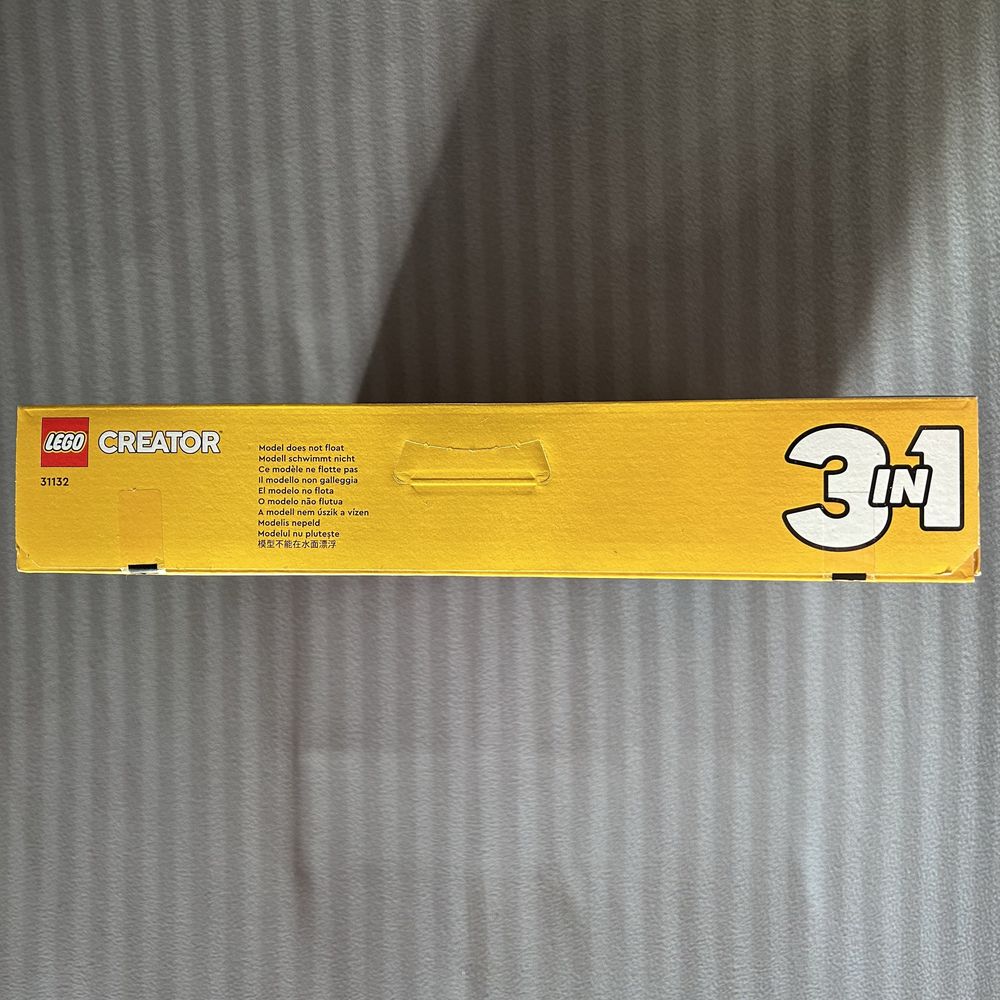 LEGO CREATOR
31132
Model does not float
Modell schwimmt nicht
Ce modèle ne flotte pas
Il modello non galleggia
El modelo no flota
O modelo não flutua
A modell nem úszik a vízen
Modelis nepeld
Modelul nu plutește
模型不能在水面漂浮
3 IN 1